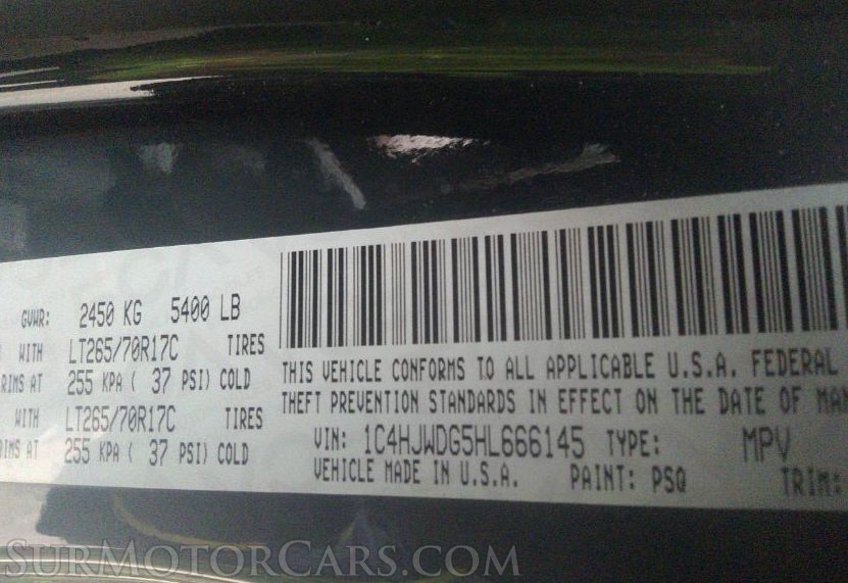 GVWR: 2450 KG 5400 LB
WITH LT265/70R17C TIRES
RIMS AT 255 KPA ( 37 PSI) COLD
WITH LT265/70R17C TIRES
RIMS AT 255 KPA ( 37 PSI) COLD
THIS VEHICLE CONFORMS TO ALL APPLICABLE U.S.A. FEDERAL
THEFT PREVENTION STANDARDS IN EFFECT ON THE DATE OF MAN
VIN: 1C4HJWDG5HL666145 TYPE: MPV
VEHICLE MADE IN U.S.A. PAINT: PSQ TRIM:
SURMOTORCARS.COM